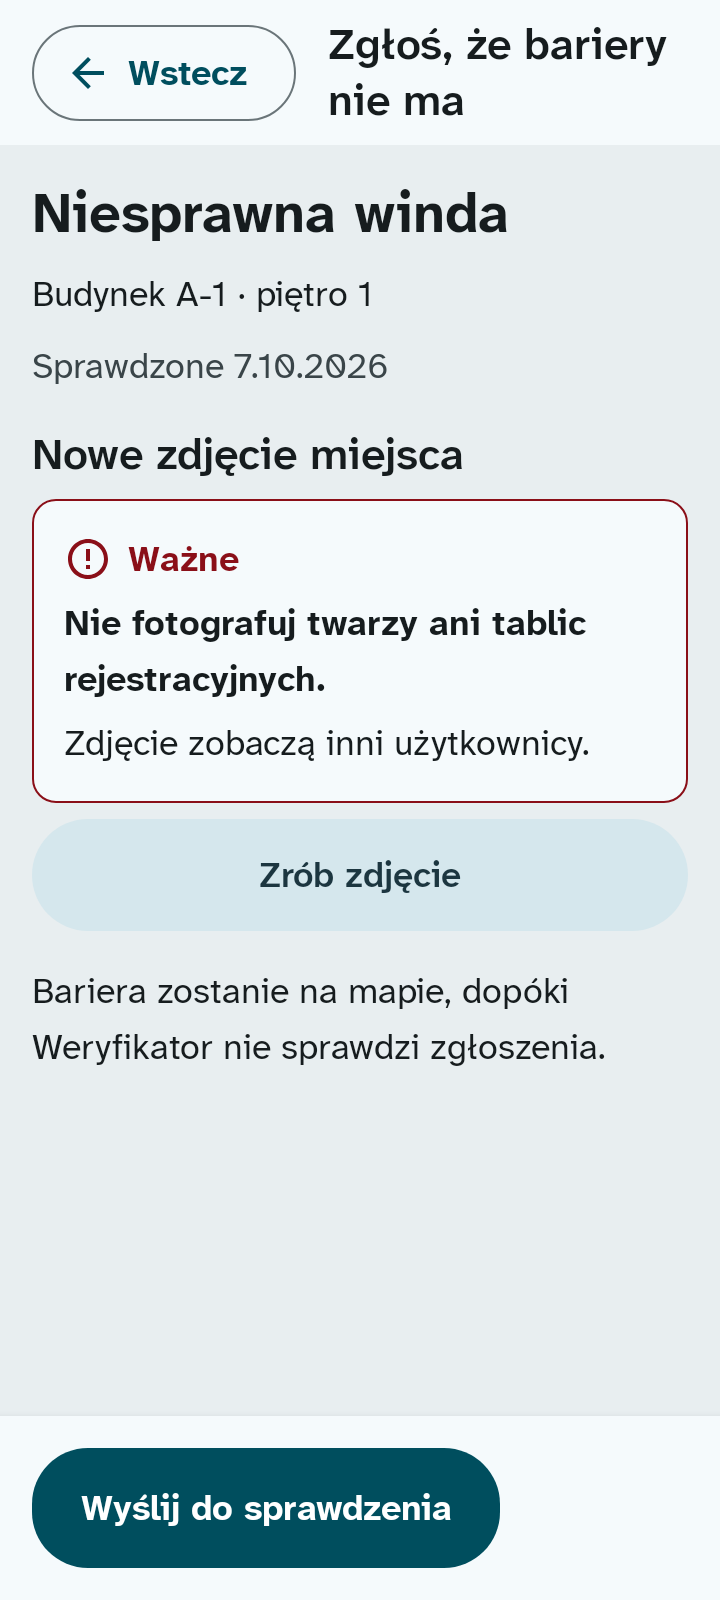 Wstecz
Zgłoś, że bariery
nie ma
Niesprawna winda
Budynek A-1 · piętro 1
Sprawdzone 7.10.2026
Nowe zdjęcie miejsca
Ważne
Nie fotografuj twarzy ani tablic
rejestracyjnych.
Zdjęcie zobaczą inni użytkownicy.
Zrób zdjęcie
Bariera zostanie na mapie, dopóki
Weryfikator nie sprawdzi zgłoszenia.
Wyślij do sprawdzenia